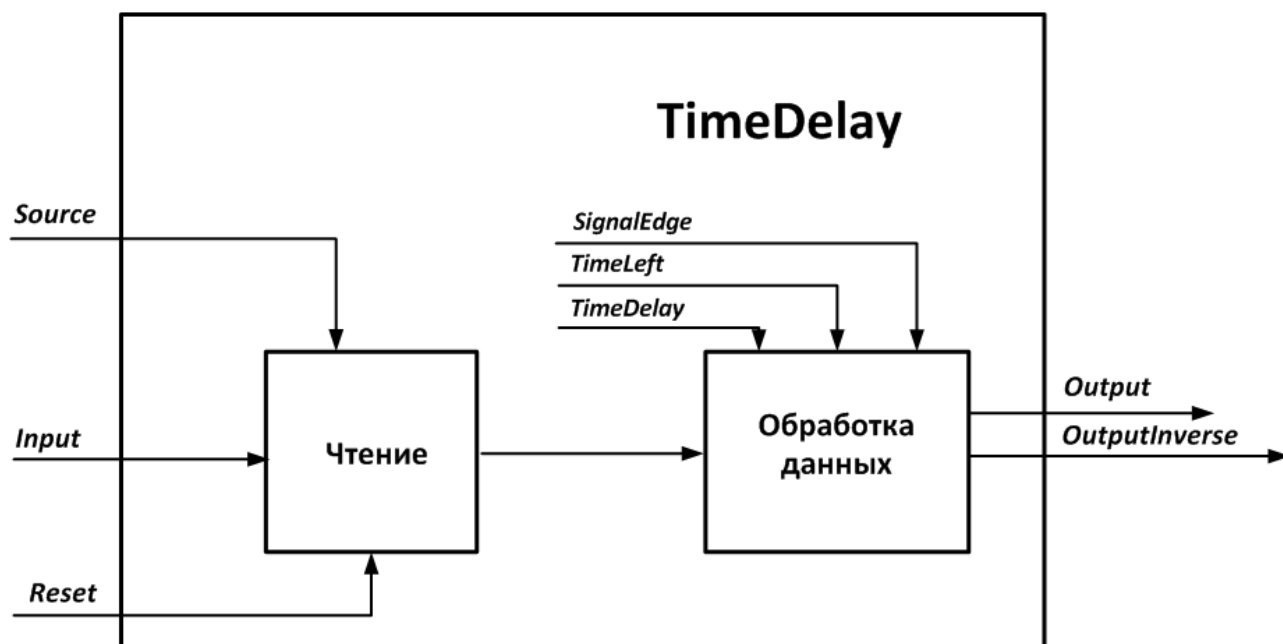 TimeDelay
Source
SignalEdge
TimeLeft
TimeDelay
Input
Чтение
Обработка
данных
Output
OutputInverse
Reset